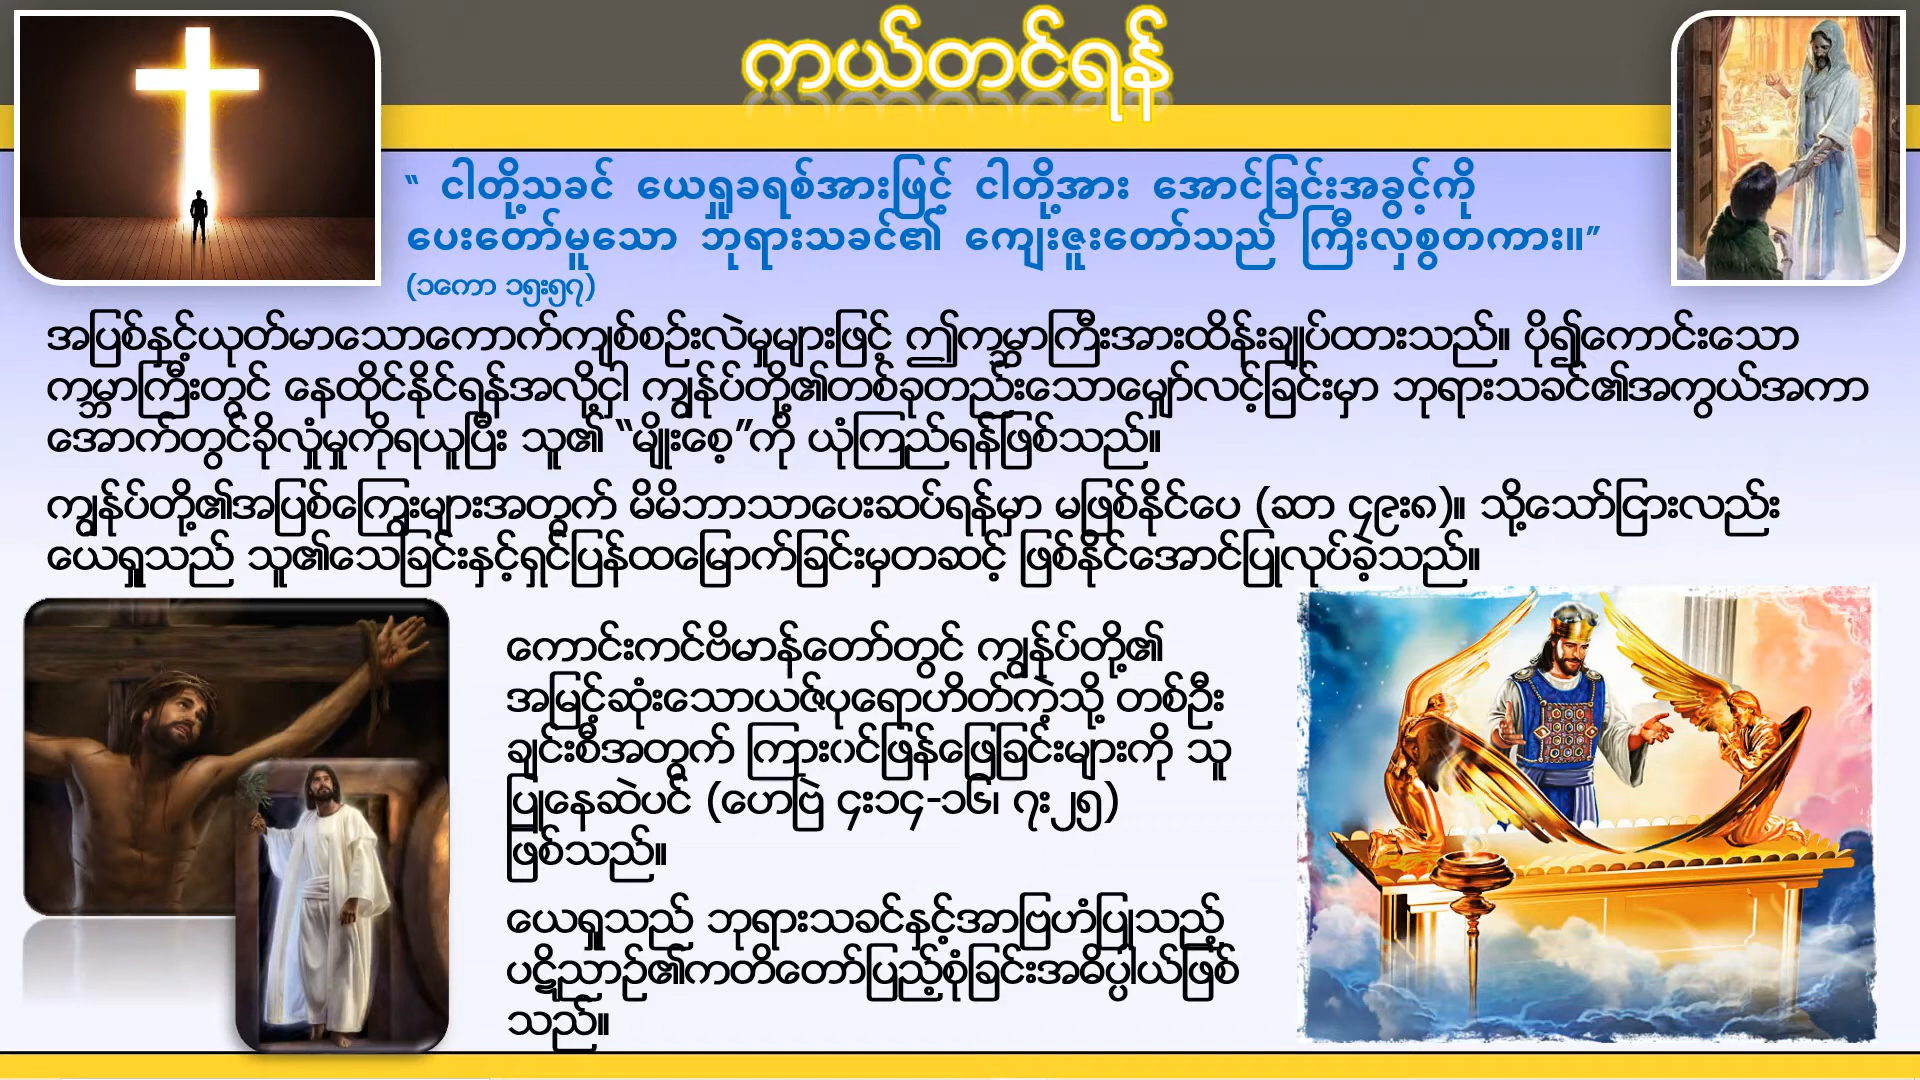 ကယ်တင်ရန်
“ ငါတို့သခင် ယေရှုခရစ်အားဖြင့် ငါတို့အား အောင်ခြင်းအခွင့်ကို
ပေးတော်မူသော ဘုရားသခင်၏ ကျေးဇူးတော်သည် ကြီးလှစွတကား။”
(၁ကော ၁၅း၅၇)
အပြစ်နှင့်ယုတ်မာသောကောက်ကျစ်စဉ်းလဲမှုများဖြင့် ဤကမ္ဘာကြီးအားထိန်းချုပ်ထားသည်။ ပို၍ကောင်းသော
ကမ္ဘာကြီးတွင် နေထိုင်နိုင်ရန်အလို့ငှါ ကျွန်ုပ်တို့၏တစ်ခုတည်းသောမျှော်လင့်ခြင်းမှာ ဘုရားသခင်၏အကွယ်အကာ
အောက်တွင်ခိုလှုံမှုကိုရယူပြီး သူ၏ “မျိုးစေ့”ကို ယုံကြည်ရန်ဖြစ်သည်။
ကျွန်ုပ်တို့၏အပြစ်ကြွေးများအတွက် မိမိဘာသာပေးဆပ်ရန်မှာ မဖြစ်နိုင်ပေ (ဆာ ၄၉း၈)။ သို့သော်ငြားလည်း
ယေရှုသည် သူ၏သေခြင်းနှင့်ရှင်ပြန်ထမြောက်ခြင်းမှတဆင့် ဖြစ်နိုင်အောင်ပြုလုပ်ခဲ့သည်။
ကောင်းကင်ဗိမာန်တော်တွင် ကျွန်ုပ်တို့၏
အမြင့်ဆုံးသောယဇ်ပုရောဟိတ်ကဲ့သို့ တစ်ဦး
ချင်းစီအတွက် ကြားဝင်ဖြန်ဖြေခြင်းများကို သူ
ပြုနေဆဲပင် (ဟေဗြဲ ၄း၁၄-၁၆၊ ၇း၂၅)
ဖြစ်သည်။
ယေရှုသည် ဘုရားသခင်နှင့်အာဗြဟံပြုသည့်
ပဋိညာဉ်၏ကတိတော်ပြည့်စုံခြင်းအဓိပ္ပါယ်ဖြစ်
သည်။